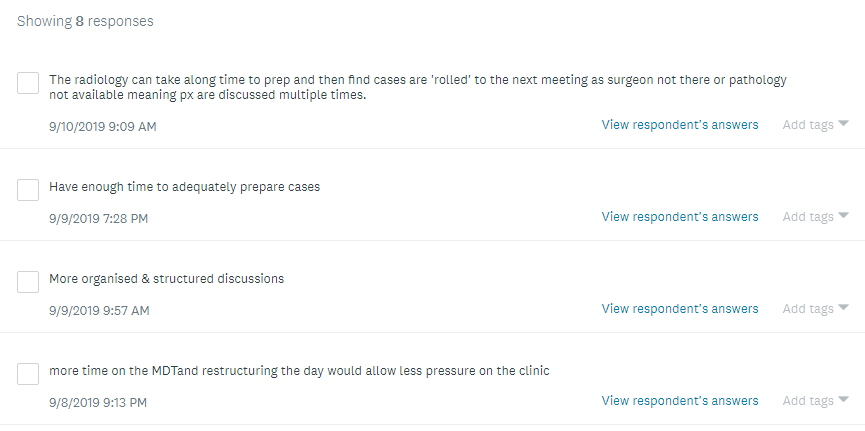 Showing 8 responses
The radiology can take along time to prep and then find cases are 'rolled' to the next meeting as surgeon not there or pathology
not available meaning px are discussed multiple times.
9/10/2019 9:09 AM
View respondent's answers
Add tags
Have enough time to adequately prepare cases
9/9/2019 7:28 PM
View respondent's answers
Add tags
More organised & structured discussions
9/9/2019 9:57 AM
View respondent's answers
Add tags
more time on the MDTand restructuring the day would allow less pressure on the clinic
9/8/2019 9:13 PM
View respondent's answers
Add tags